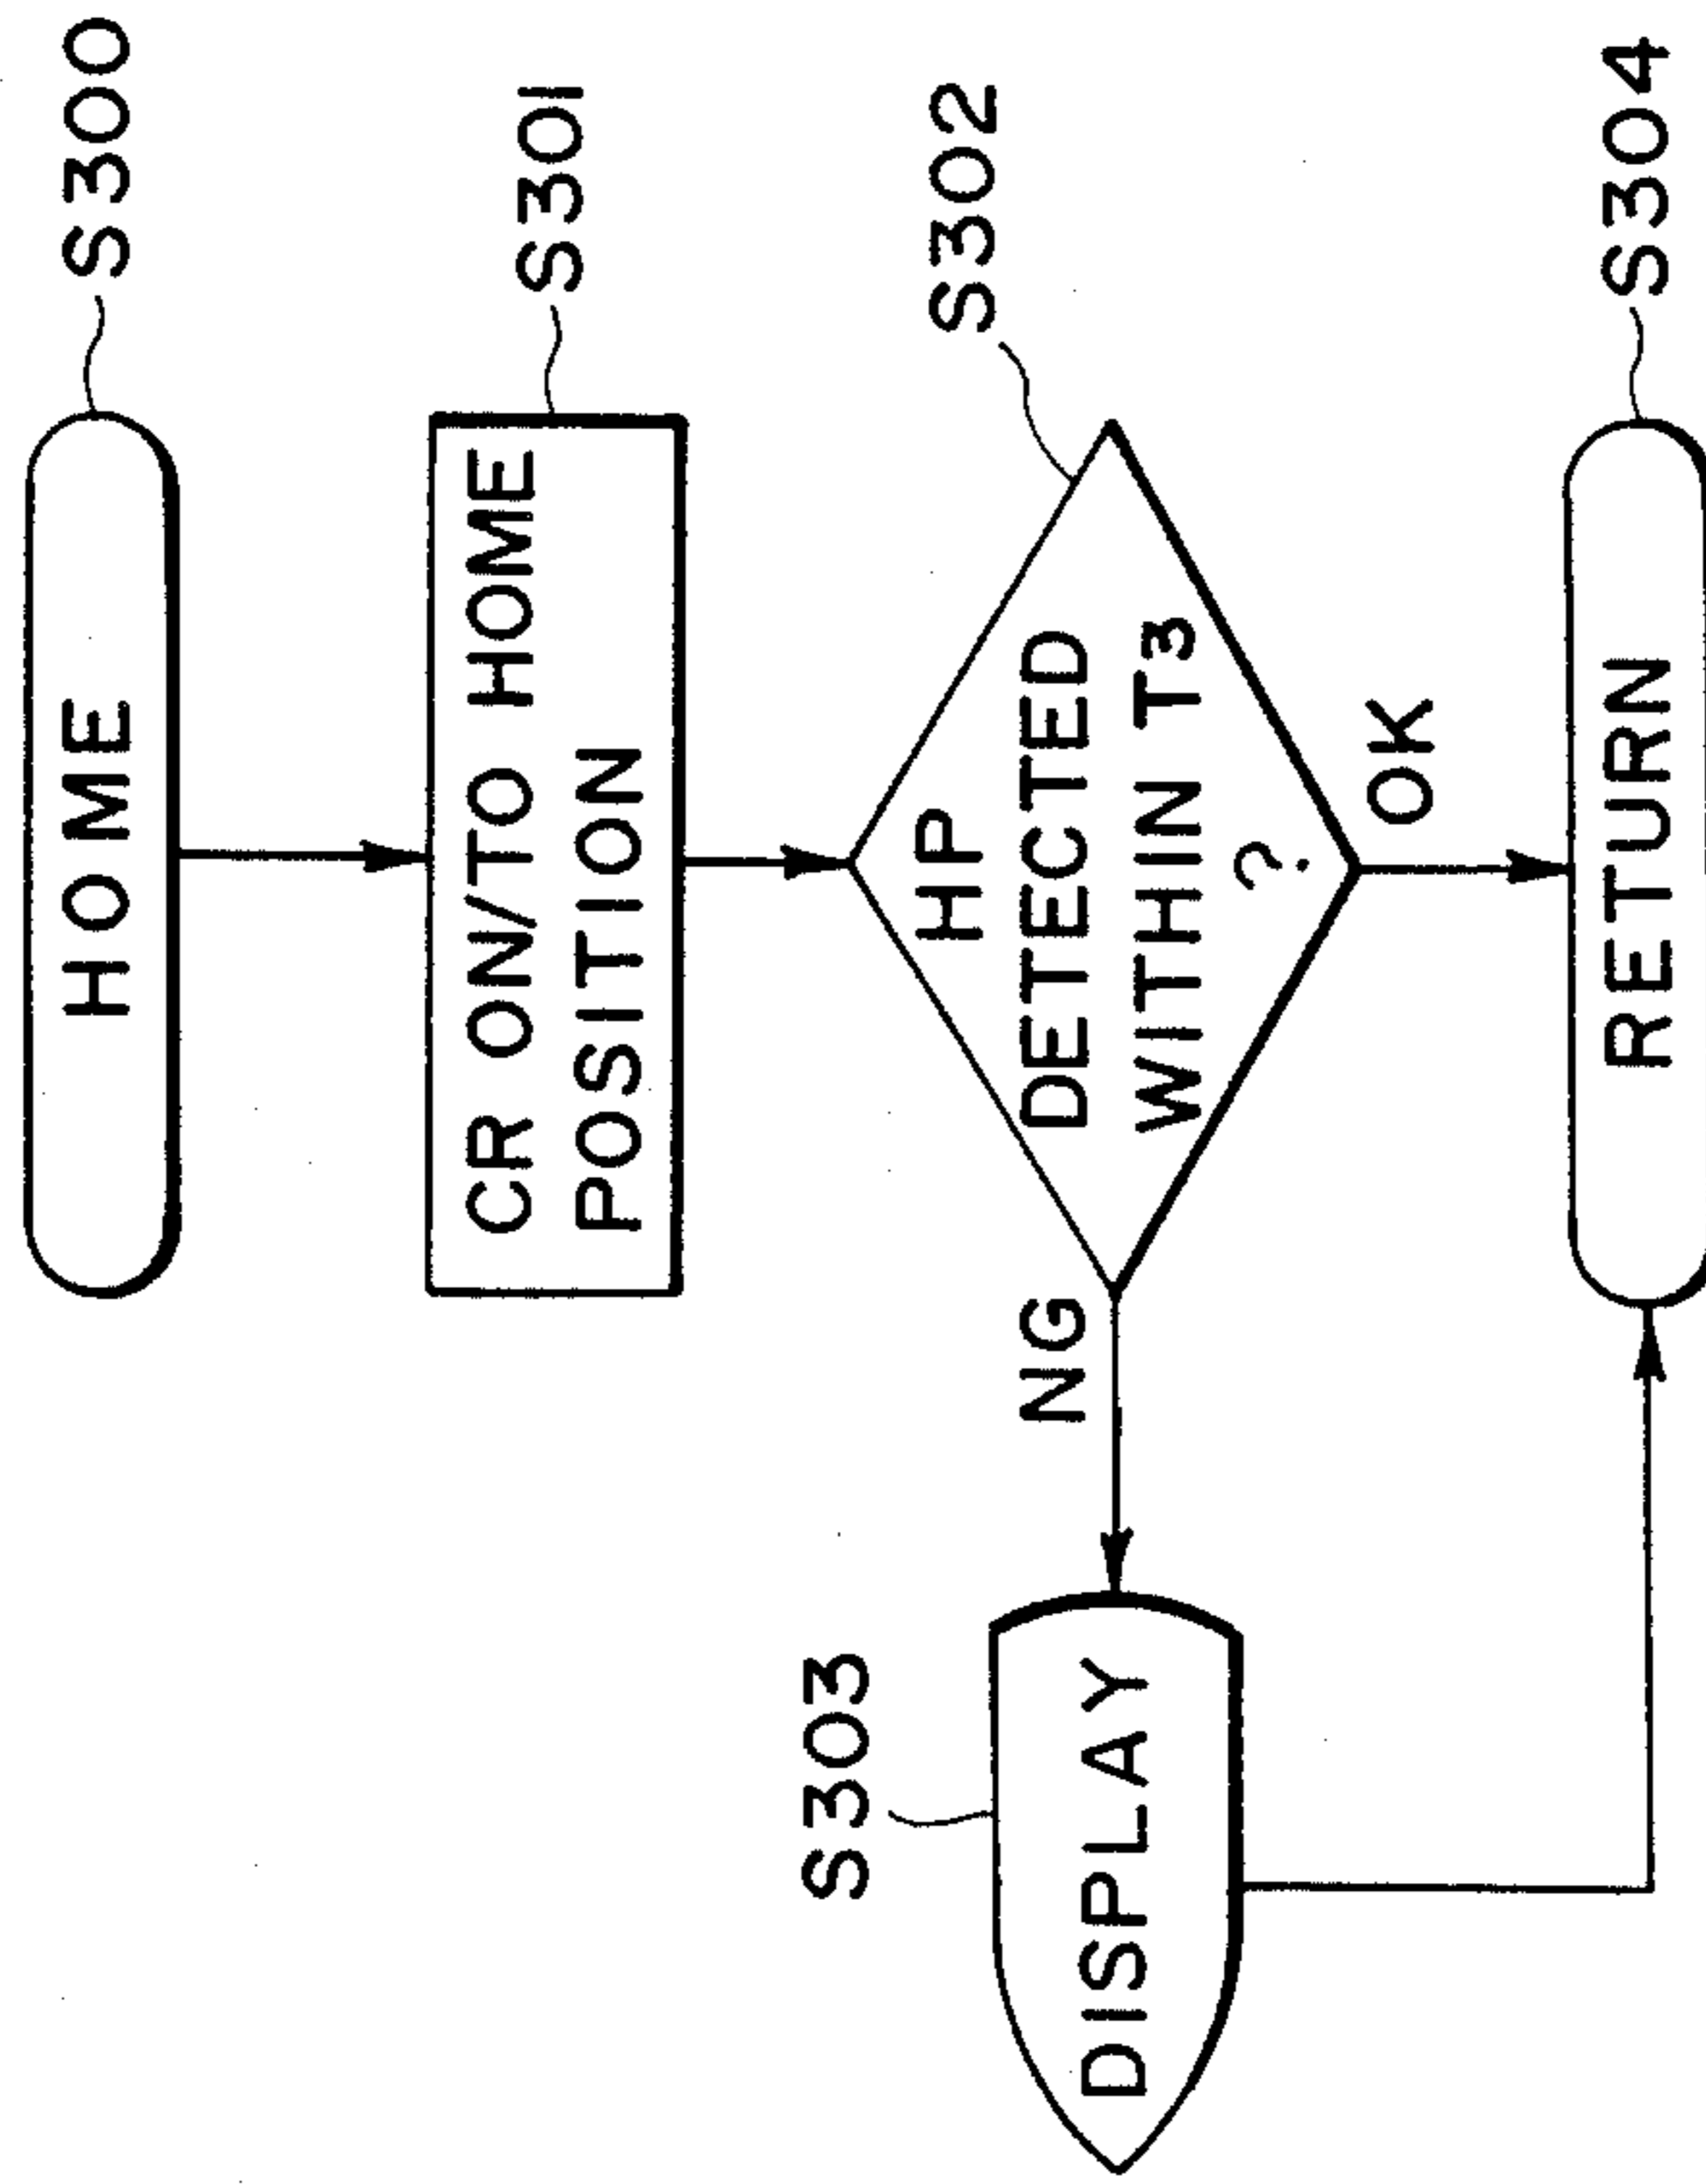 HOME
S300
CR ON/TO HOME
POSITION
S301
HP
DETECTED
WITHIN T3
?
S302
NG
OK
S303
DISPLAY
RETURN
S304